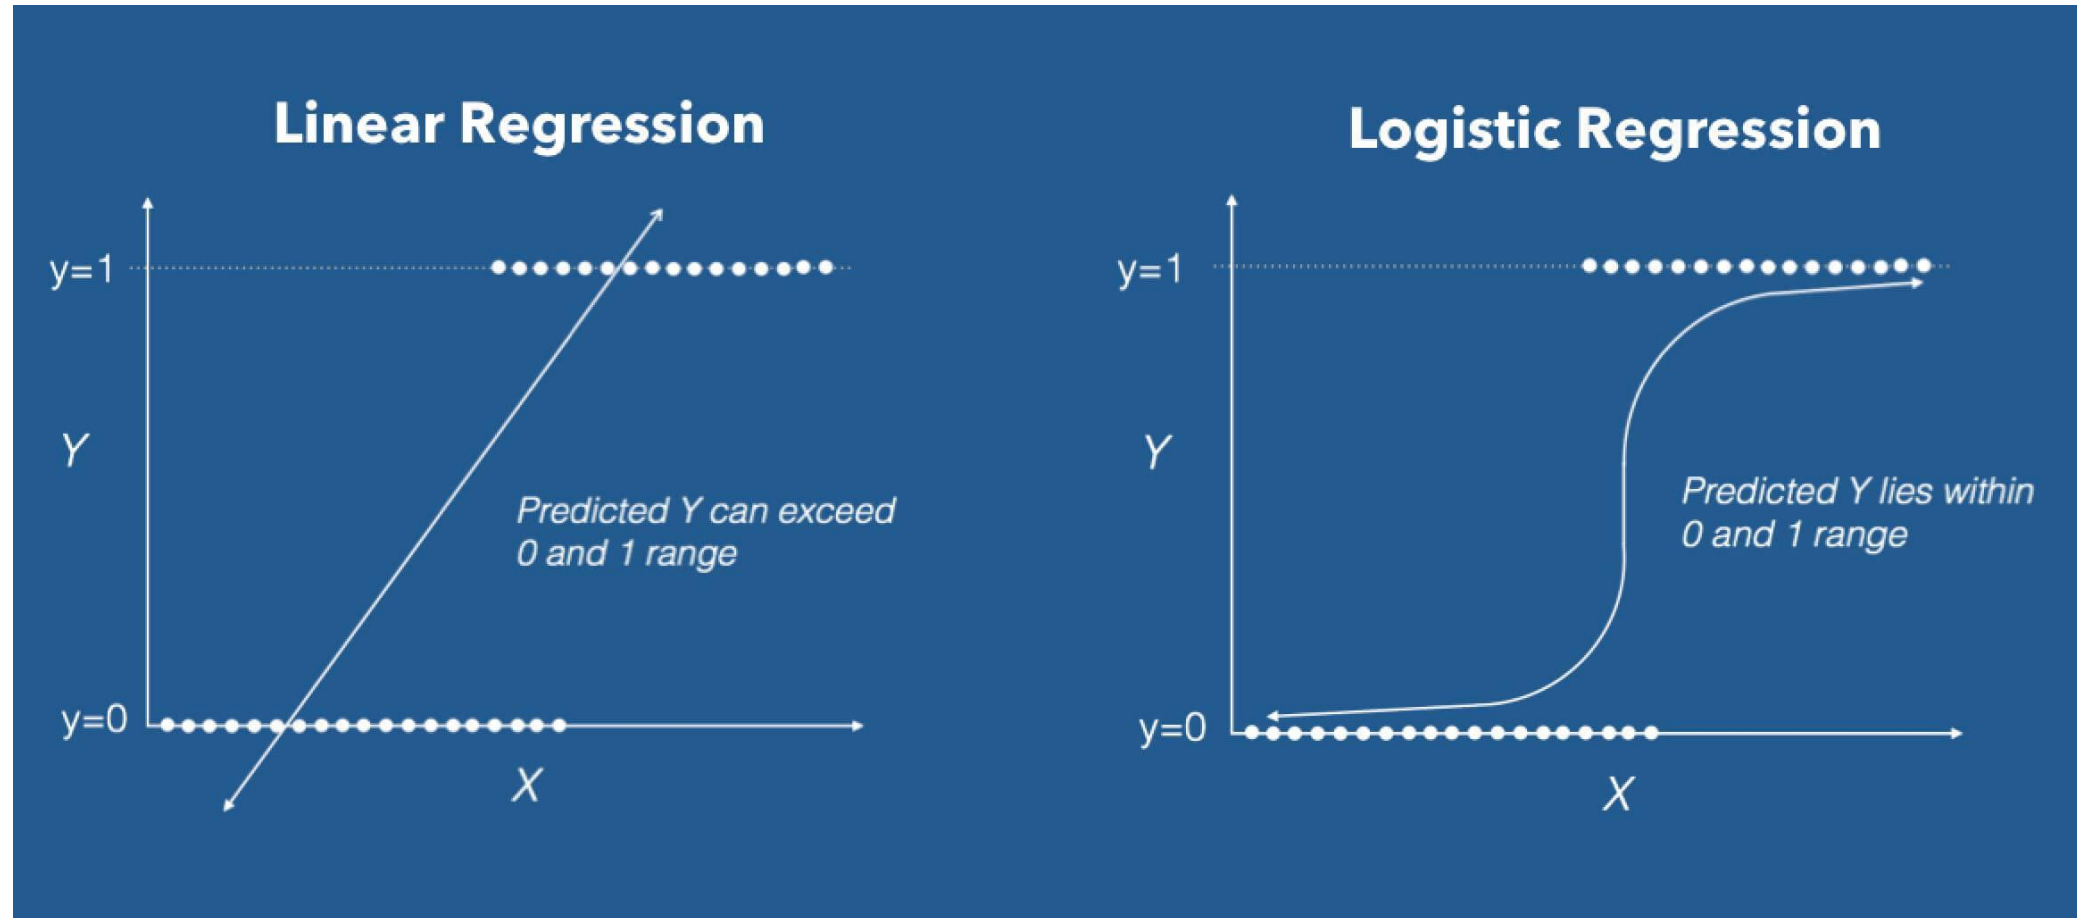 Linear Regression
y=1
Y
Predicted Y can exceed
0 and 1 range
y=0
X
Logistic Regression
y=1
Y
Predicted Y lies within
0 and 1 range
y=0
X